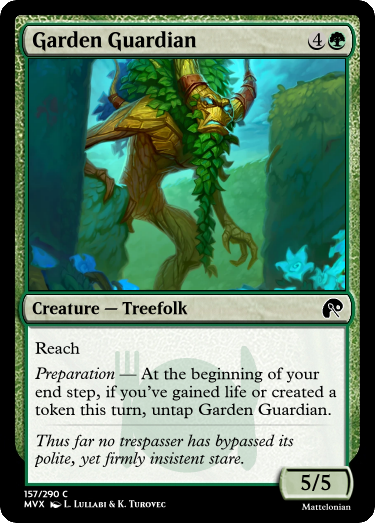 Garden Guardian 4
Creature — Treefolk
Reach
Preparation — At the beginning of your
end step, if you've gained life or created a
token this turn, untap Garden Guardian.
Thus far no trespasser has bypassed its
polite, yet firmly insistent stare.
5/5
157/290 C
MVX L. LULLABI & K. TUROVEC
Mattelonian